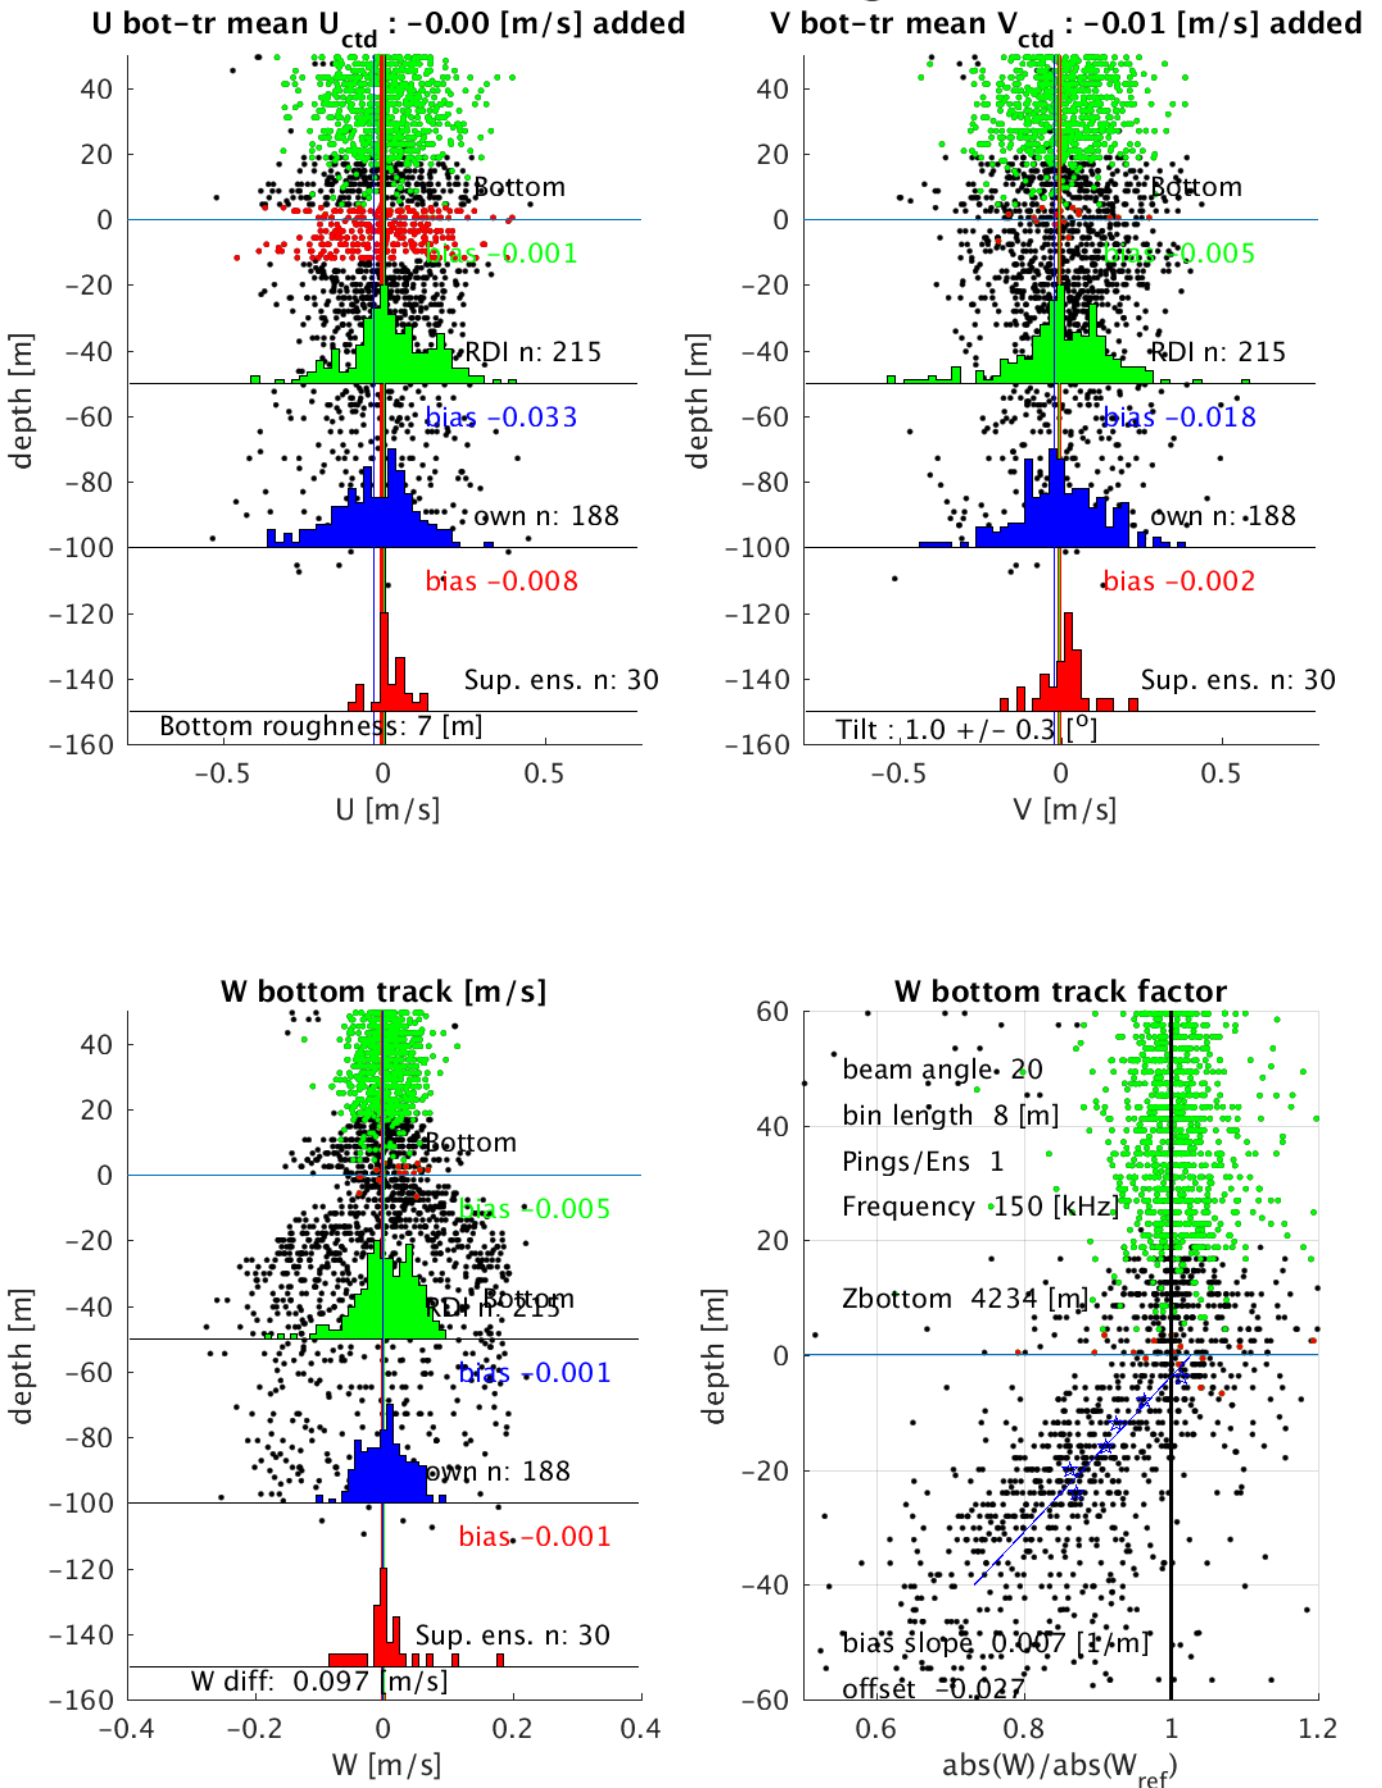 U bot-tr mean U_ctd : -0.00 [m/s] added
40
20
0
-20
-40
-60
-80
-100
-120
-140
-160
depth [m]
Bottom
bias -0.001
RDI n: 215
bias -0.033
own n: 188
bias -0.008
Sup. ens. n: 30
Bottom roughness: 7 [m]
-0.5 0 0.5
U [m/s]
V bot-tr mean V_ctd : -0.01 [m/s] added
40
20
0
-20
-40
-60
-80
-100
-120
-140
-160
depth [m]
Bottom
bias -0.005
RDI n: 215
bias -0.018
own n: 188
bias -0.002
Sup. ens. n: 30
Tilt : 1.0 +/- 0.3 [o]
-0.5 0 0.5
V [m/s]
W bottom track [m/s]
40
20
0
-20
-40
-60
-80
-100
-120
-140
-160
depth [m]
Bottom
bias -0.005
Bottom
RDI n: 215
bias -0.001
own n: 188
bias -0.001
Sup. ens. n: 30
W diff: 0.097 [m/s]
-0.4 -0.2 0 0.2 0.4
W [m/s]
W bottom track factor
60
40
20
0
-20
-40
-60
depth [m]
beam angle 20
bin length 8 [m]
Pings/Ens 1
Frequency 150 [kHz]
Zbottom 4234 [m]
bias slope 0.007 [1/m]
offset -0.027
0.6 0.8 1 1.2
abs(W)/abs(W_ref)